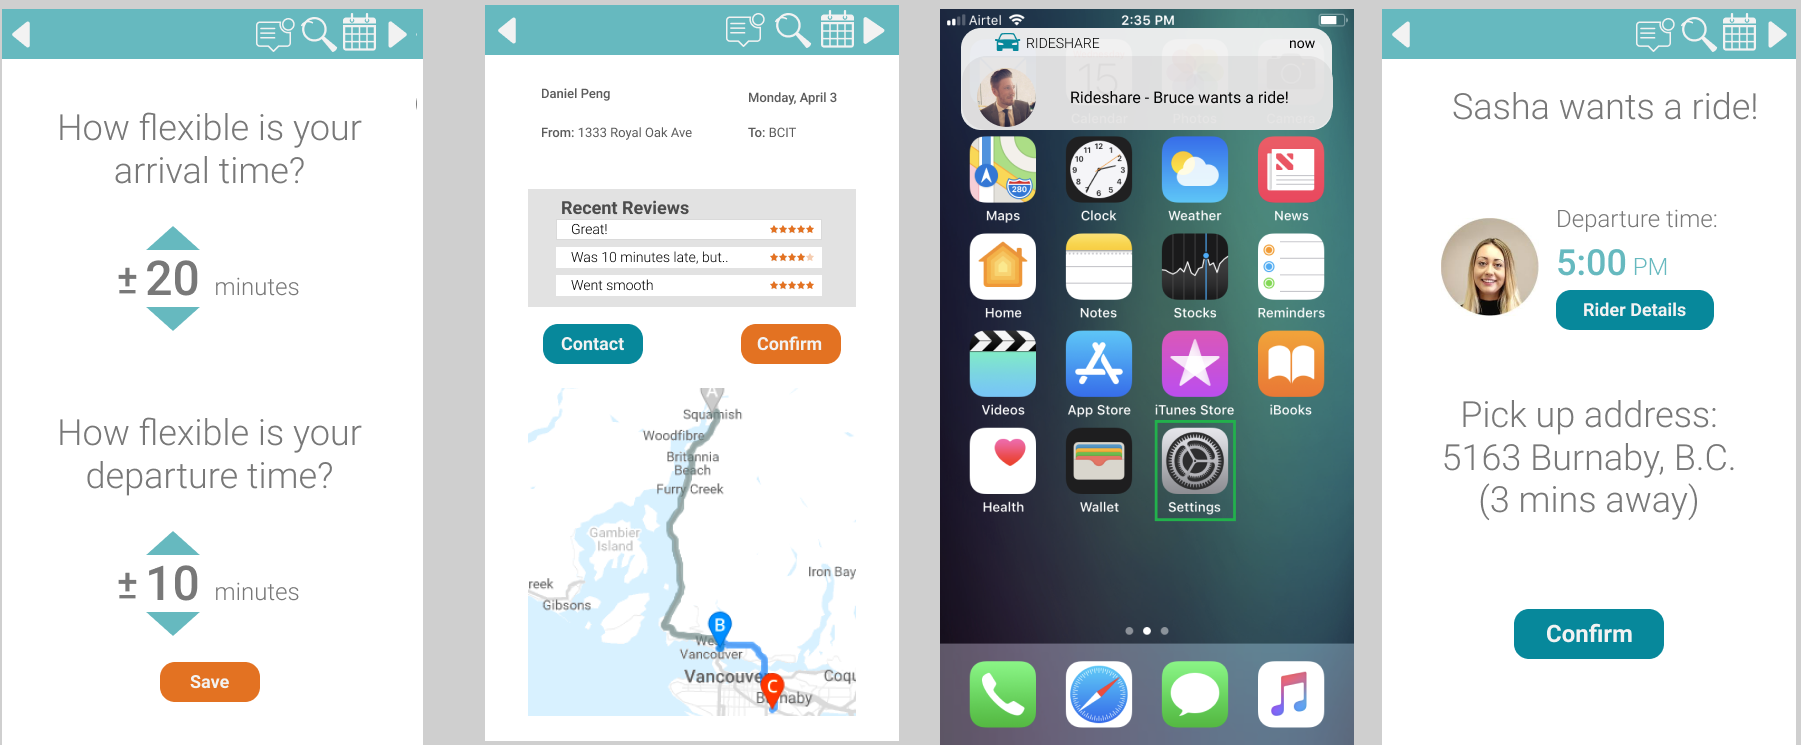 How flexible is your
arrival time?
± 20 minutes
How flexible is your
departure time?
± 10 minutes
Save
Daniel Peng
Monday, April 3
From: 1333 Royal Oak Ave
To: BCIT
Recent Reviews
Great!
Was 10 minutes late, but..
Went smooth
Contact
Confirm
A
Squamish
Woodfibre
Britannia
Beach
Furry Creek
Gambier
Island
Iron Bay
reek
Gibsons
B
West
Vancouver
Vancouver
Coqu
C
Burnaby
Airtel
2:35 PM
RIDESHARE
now
Rideshare - Bruce wants a ride!
15
Calendar
Maps
280
Clock
Weather
News
Home
Notes
Stocks
Reminders
Videos
App Store
iTunes Store
iBooks
Health
Wallet
Settings
Sasha wants a ride!
Departure time:
5:00 PM
Rider Details
Pick up address:
5163 Burnaby, B.C.
(3 mins away)
Confirm